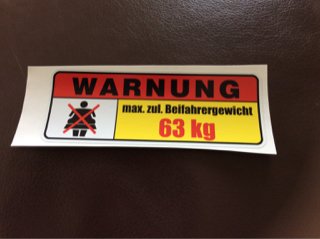 WARNUNG
max. zul. Beifahrergewicht
63 kg